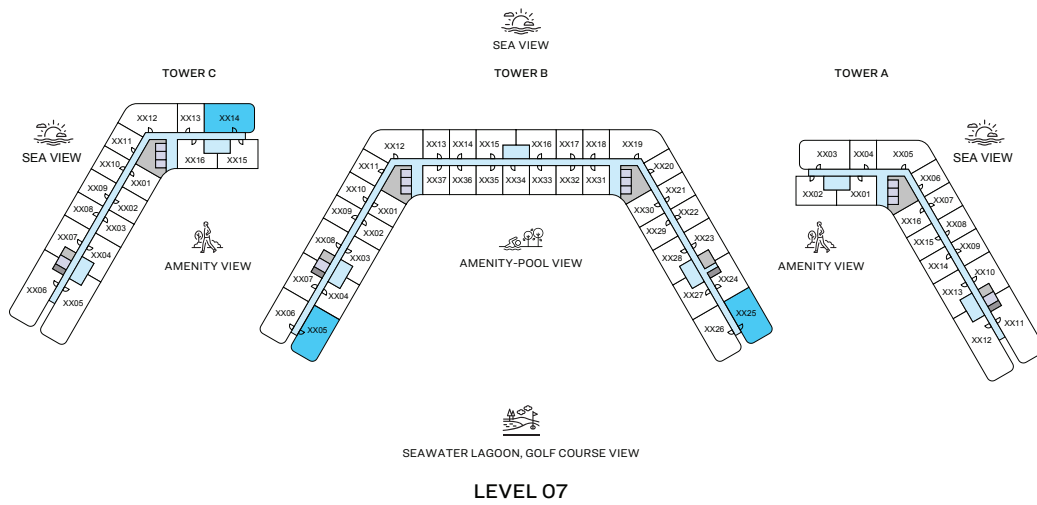 SEA VIEW
TOWER C
TOWER B
TOWER A
XX12
XX13
XX14
XX11
XX16
XX15
XX10
XX01
XX09
XX02
XX08
XX03
XX07
XX04
XX06
XX05
SEA VIEW
AMENITY VIEW
XX12
XX13
XX14
XX15
XX16
XX17
XX18
XX19
XX11
XX37
XX36
XX35
XX34
XX33
XX32
XX31
XX20
XX10
XX01
XX30
XX21
XX09
XX02
XX29
XX22
XX08
XX03
XX28
XX23
XX07
XX04
XX27
XX24
XX06
XX05
XX26
XX25
AMENITY-POOL VIEW
XX03
XX04
XX05
XX02
XX01
XX06
XX16
XX07
XX15
XX08
XX14
XX09
XX13
XX10
XX12
XX11
SEA VIEW
AMENITY VIEW
SEAWATER LAGOON, GOLF COURSE VIEW
LEVEL 07